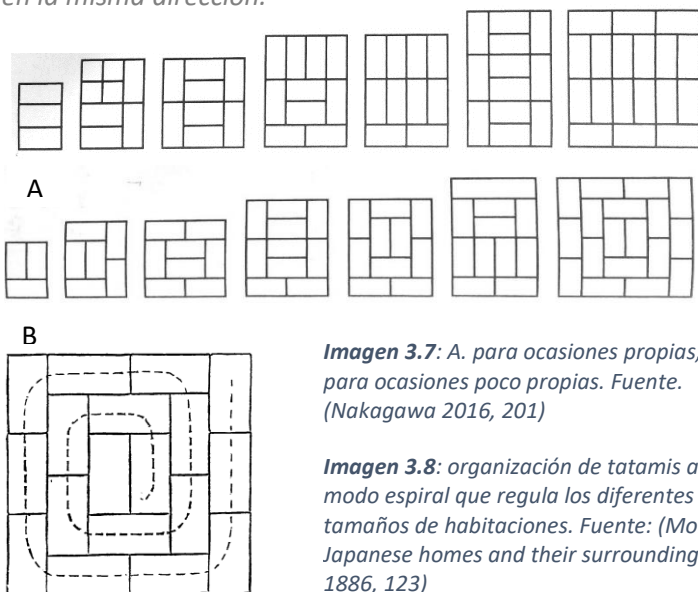 en la misma dirección.
A
B
Imagen 3.7: A. para ocasiones propias,
para ocasiones poco propias. Fuente.
(Nakagawa 2016, 201)
Imagen 3.8: organización de tatamis a
modo espiral que regula los diferentes
tamaños de habitaciones. Fuente: (Mo
Japanese homes and their surrounding
1886, 123)